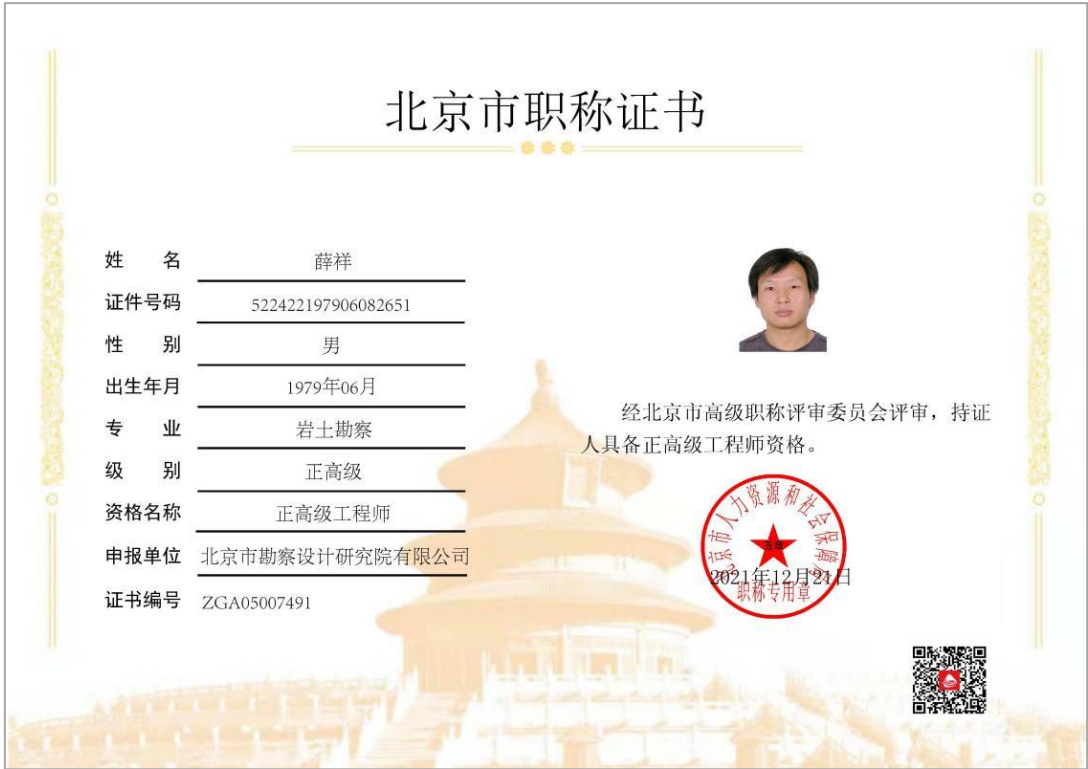 北京市职称证书
姓 名 薛祥
证件号码 522422197906082651
性 别 男
出生年月 1979年06月
专 业 岩土勘察
级 别 正高级
资格名称 正高级工程师
申报单位 北京市勘察设计研究院有限公司
证书编号 ZGA05007491
经北京市高级职称评审委员会评审，持证
人具备正高级工程师资格。
北京市人力资源和社会保障局
2021年12月21日
职称专用章